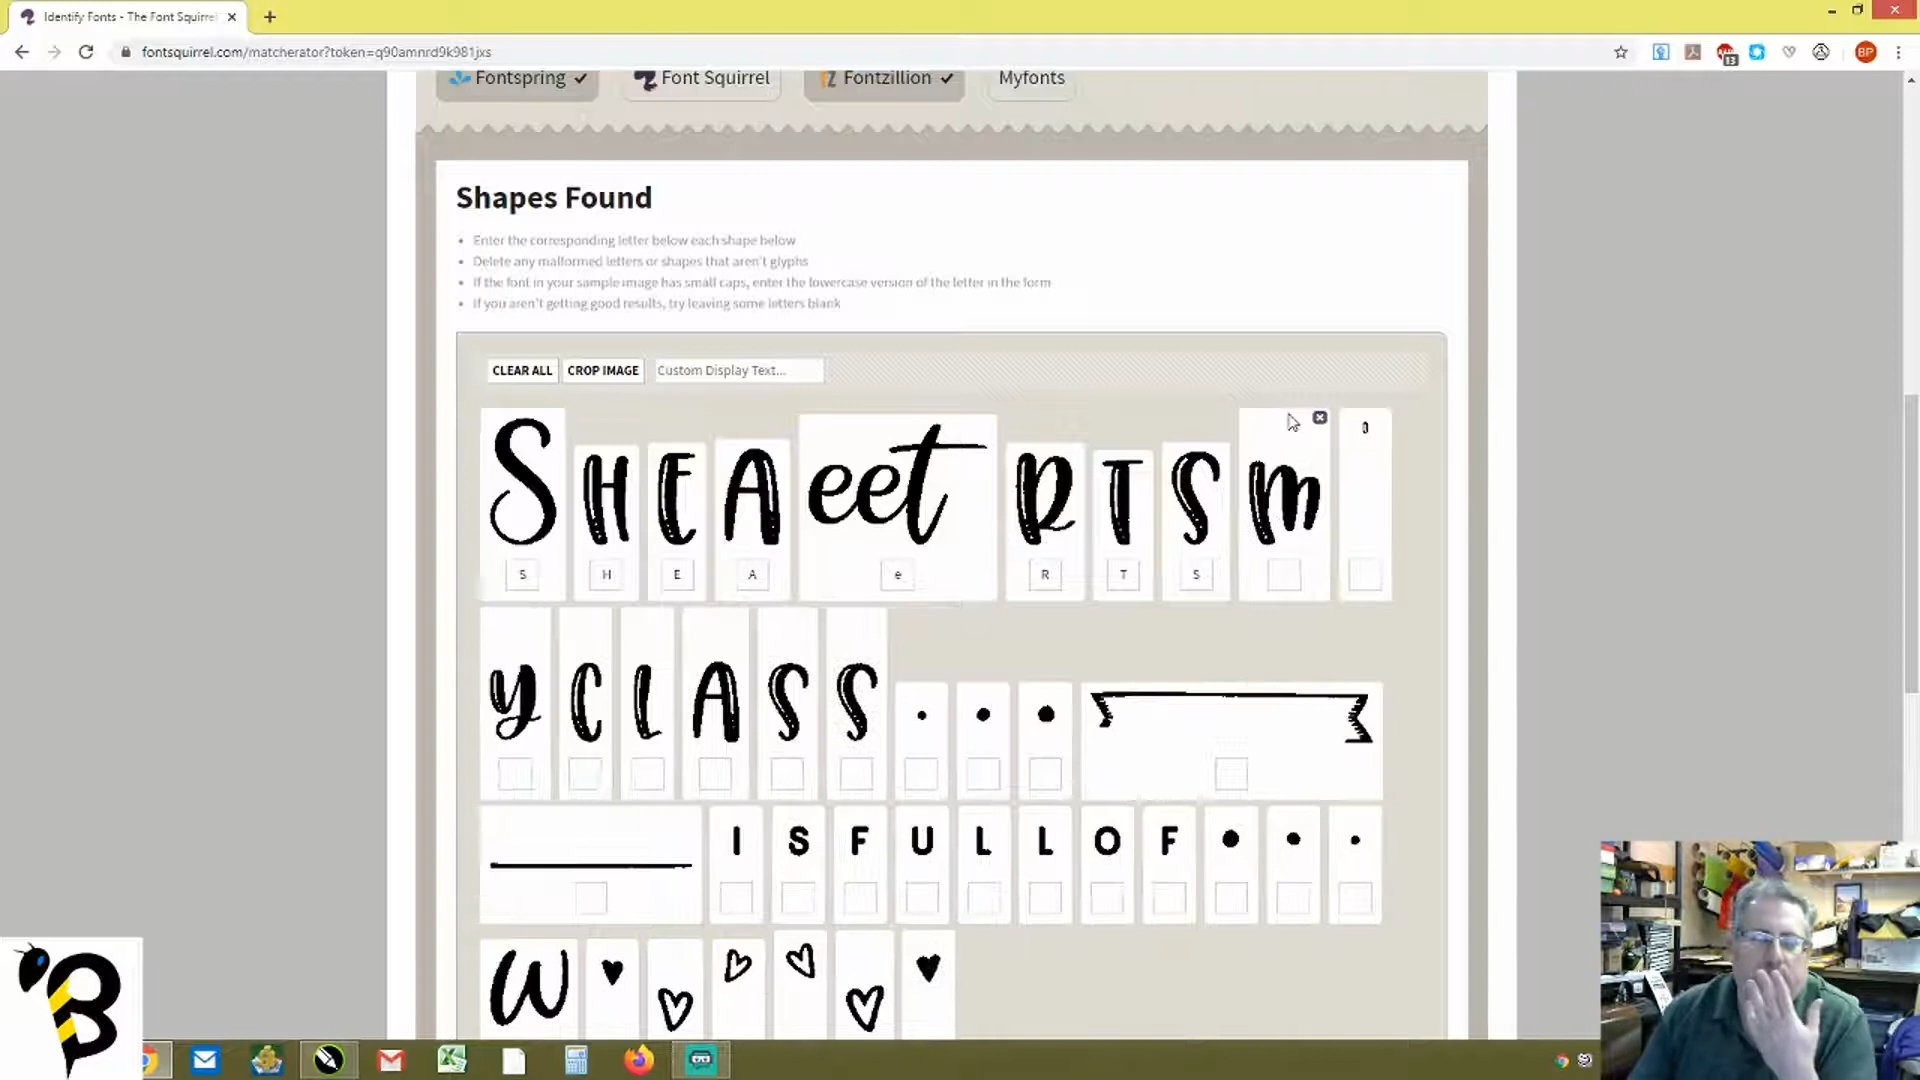 Identify Fonts - The Font Squirrel
fontsquirrel.com/matcherator?token=q90amnrd9k981jxs
BP
13
Fontspring ✓ Font Squirrel Fontzillion ✓ Myfonts
Shapes Found
• Enter the corresponding letter below each shape below
• Delete any malformed letters or shapes that aren't glyphs
• If the font in your sample image has small caps, enter the lowercase version of the letter in the form
• If you aren't getting good results, try leaving some letters blank
CLEAR ALL CROP IMAGE Custom Display Text...
S H E A eet R T S m
S H E A e R T S
y C L A S S . . .
I S F U L L O F . . .
W
B